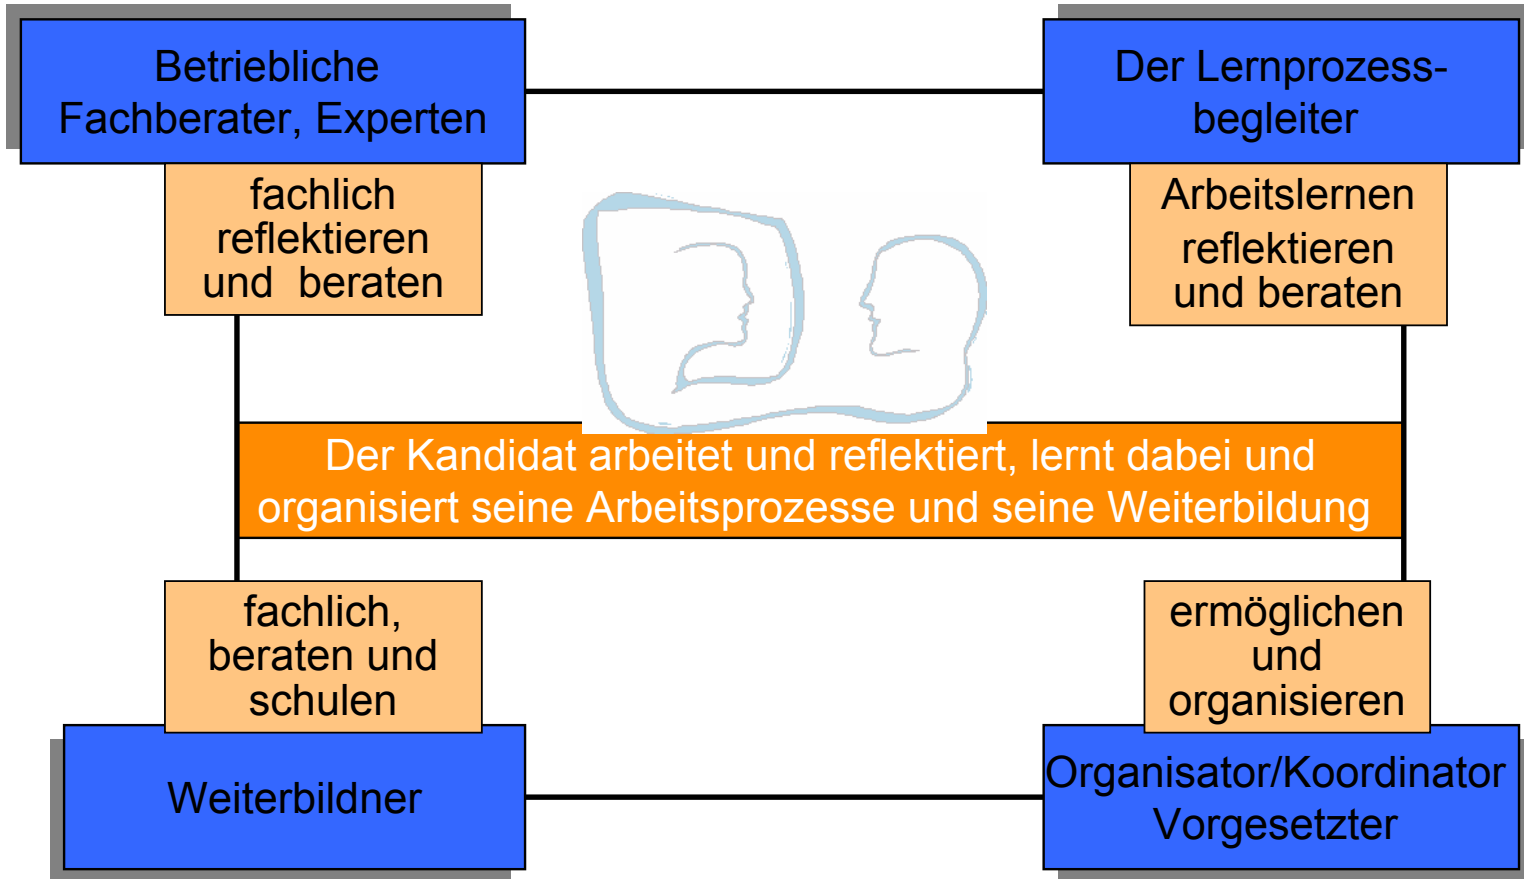 Betriebliche
Fachberater, Experten
Der Lernprozess-
begleiter
fachlich
reflektieren
und beraten
Arbeitslernen
reflektieren
und beraten
Der Kandidat arbeitet und reflektiert, lernt dabei und
organisiert seine Arbeitsprozesse und seine Weiterbildung
fachlich,
beraten und
schulen
ermöglichen
und
organisieren
Weiterbildner
Organisator/Koordinator
Vorgesetzter